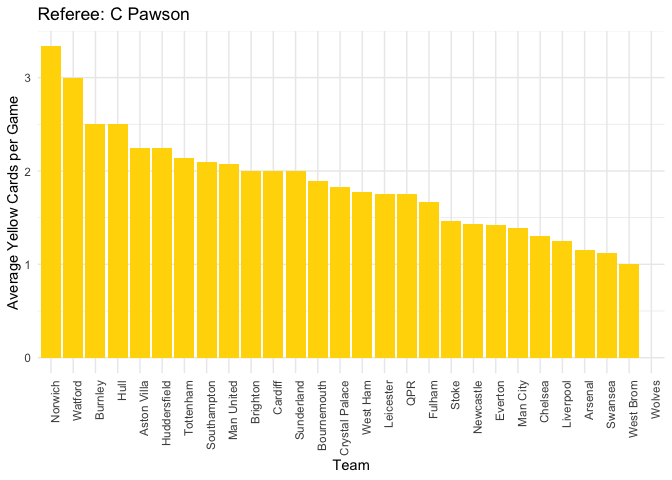 Referee: C Pawson
Average Yellow Cards per Game
3
2
1
0
Norwich
Watford
Burnley
Hull
Aston Villa
Huddersfield
Tottenham
Southampton
Man United
Brighton
Cardiff
Sunderland
Bournemouth
Crystal Palace
West Ham
Leicester
QPR
Fulham
Stoke
Newcastle
Everton
Man City
Chelsea
Liverpool
Arsenal
Swansea
West Brom
Wolves
Team